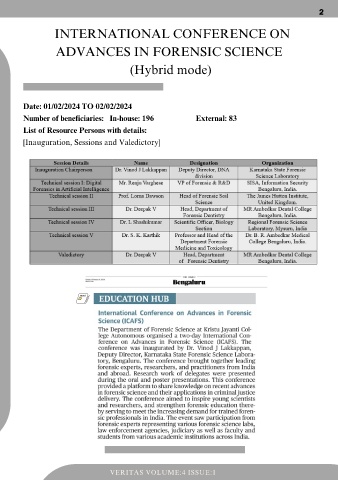 2
INTERNATIONAL CONFERENCE ON
ADVANCES IN FORENSIC SCIENCE
(Hybrid mode)
Date: 01/02/2024 TO 02/02/2024
Number of beneficiaries: In-house: 196 External: 83
List of Resource Persons with details:
[Inauguration, Sessions and Valedictory]
Session Details Name Designation Organization
Inauguration Chairperson Dr. Vinod J Lakkappan Deputy Director, DNA division Karnataka State Forensic Science Laboratory
Technical session I: Digital Forensics in Artificial Intelligence Mr. Renju Varghese VP of Forensic & R&D SISA, Information Security Bengaluru, India.
Technical session II Prof. Lorna Dawson Head of Forensic Soil Science The James Hutton Institute, United Kingdom.
Technical session III Dr. Deepak V Head, Department of Forensic Dentistry MR Ambedkar Dental College Bengaluru, India.
Technical session IV Dr. I. Shashikumar Scientific Officer, Biology Section Regional Forensic Science Laboratory, Mysuru, India
Technical session V Dr. S. K. Karthik Professor and Head of the Department Forensic Medicine and Toxicology Dr. B. R. Ambedkar Medical College Bengaluru, India
Valedictory Dr. Deepak V Head, Department of Forensic Dentistry MR Ambedkar Dental College Bengaluru, India.
Bengaluru
EDUCATION HUB
International Conference on Advances in Forensic
Science (ICAFS)
The Department of Forensic Science at Kristu Jayanti Col-
lege Autonomous organised a two-day International Con-
ference on Advances in Forensic Science (ICAFS). The
conference was inaugurated by Dr. Vinod J Lakkappan,
Deputy Director, Karnataka State Forensic Science Labora-
tory, Bengaluru. The conference brought together leading
forensic experts, researchers, and practitioners from India
and abroad. Research work of delegates were presented
during the oral and poster presentations. This conference
provided a platform to share knowledge on recent advances
in forensic science and their applications in criminal justice
delivery. The conference aimed to inspire young scientists
and researchers, and strengthen forensic education there-
by serving to meet the increasing demand for trained foren-
sic professionals in India. The event saw participation from
forensic experts representing various forensic science labs,
law enforcement agencies, judiciary as well as faculty and
students from various academic institutions across India.
VERITAS VOLUME:4 ISSUE:1